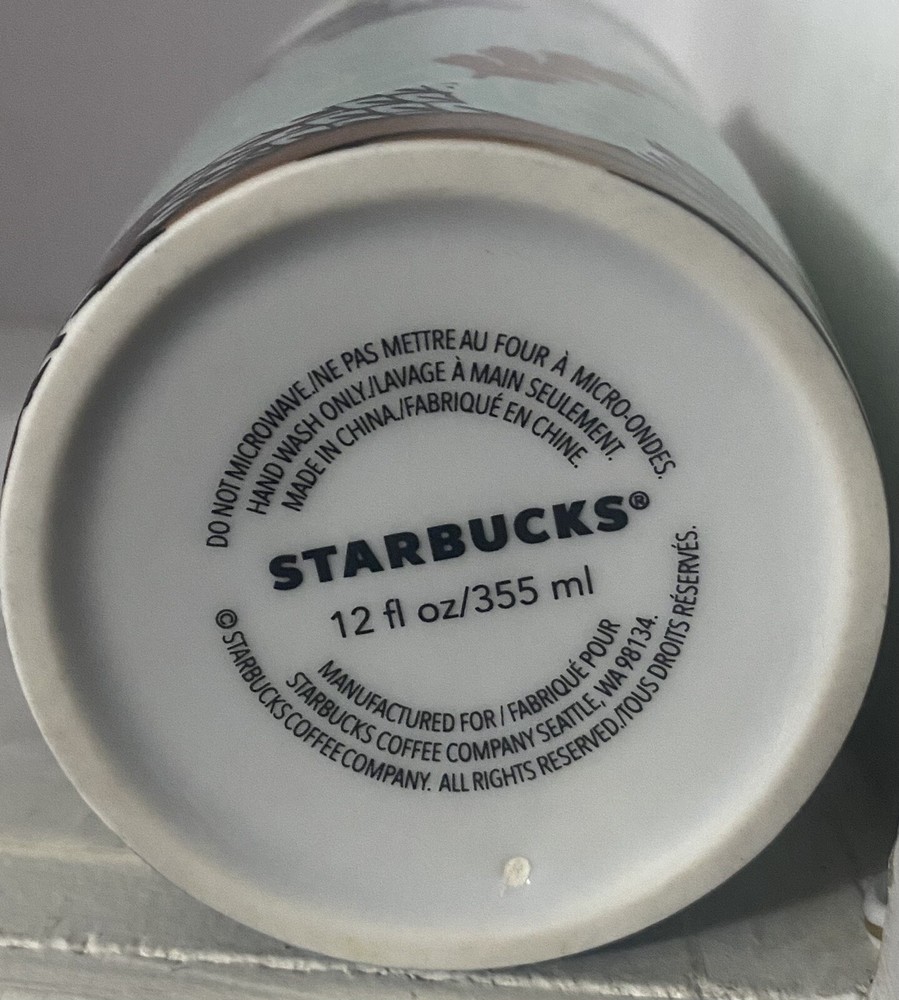 DO NOT MICROWAVE./NE PAS METTRE AU FOUR À MICRO-ONDES.
HAND WASH ONLY./LAVAGE À MAIN SEULEMENT.
MADE IN CHINA./FABRIQUÉ EN CHINE.
STARBUCKS®
12 fl oz/355 ml
MANUFACTURED FOR / FABRIQUÉ POUR
STARBUCKS COFFEE COMPANY SEATTLE, WA 98134.
© STARBUCKS COFFEE COMPANY. ALL RIGHTS RESERVED./TOUS DROITS RÉSERVÉS.